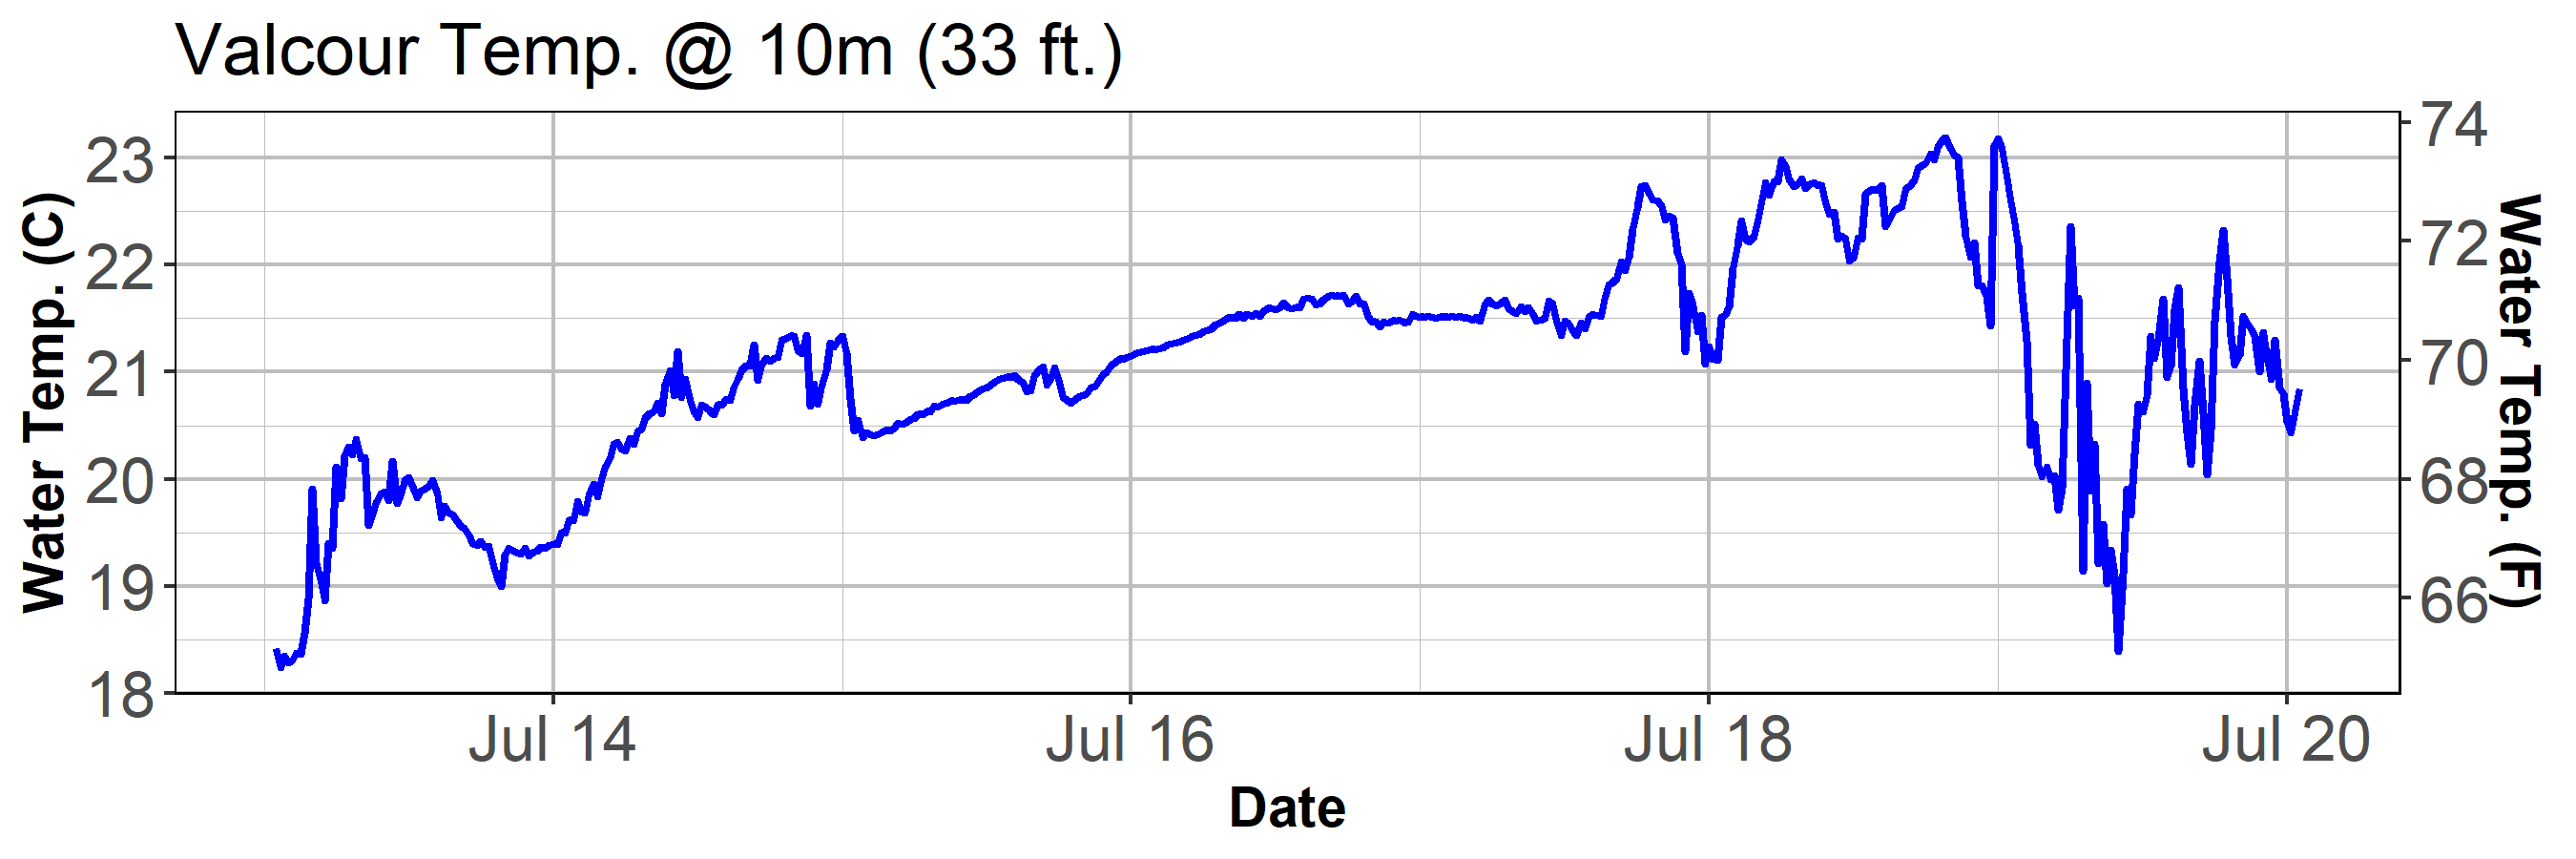 Valcour Temp. @ 10m (33 ft.)
Water Temp. (C)
23
22
21
20
19
18
74
72
70
68
66
Water Temp. (F)
Jul 14
Jul 16
Jul 18
Jul 20
Date